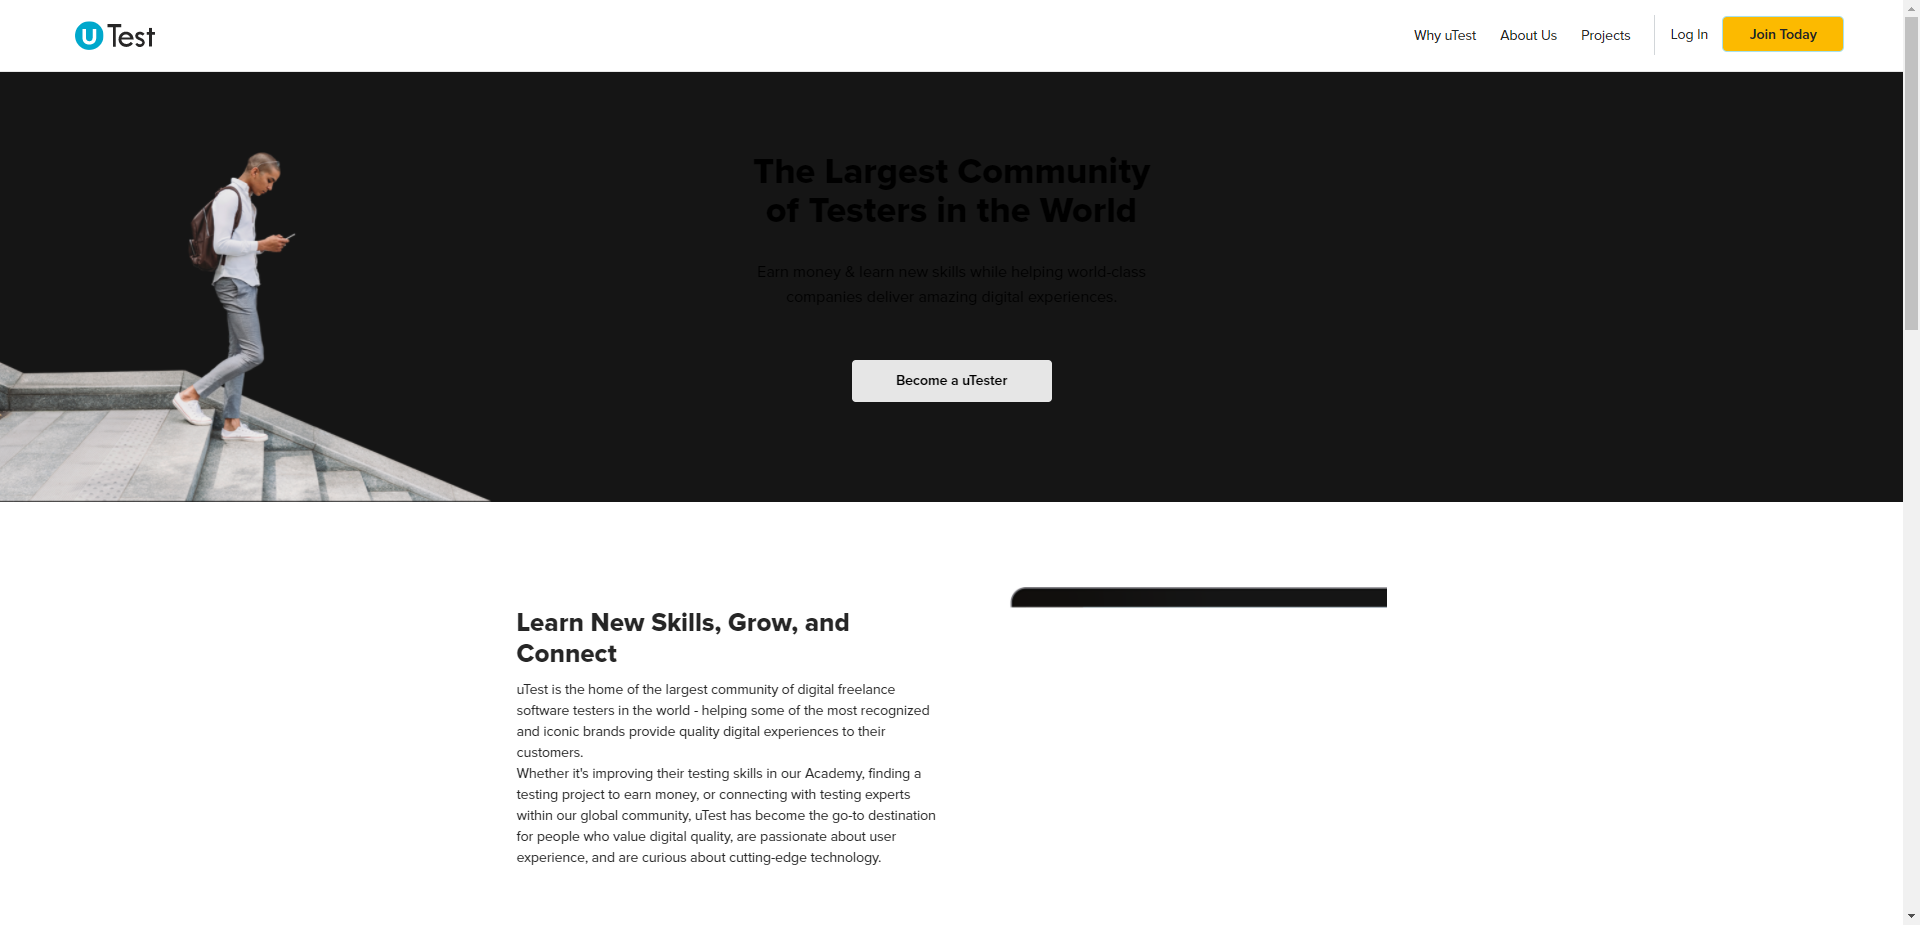 uTest
Why uTest
About Us
Projects
Log In
Join Today
The Largest Community
of Testers in the World
Earn money & learn new skills while helping world-class
companies deliver amazing digital experiences.
Become a uTester
Learn New Skills, Grow, and
Connect
uTest is the home of the largest community of digital freelance
software testers in the world - helping some of the most recognized
and iconic brands provide quality digital experiences to their
customers.
Whether it's improving their testing skills in our Academy, finding a
testing project to earn money, or connecting with testing experts
within our global community, uTest has become the go-to destination
for people who value digital quality, are passionate about user
experience, and are curious about cutting-edge technology.